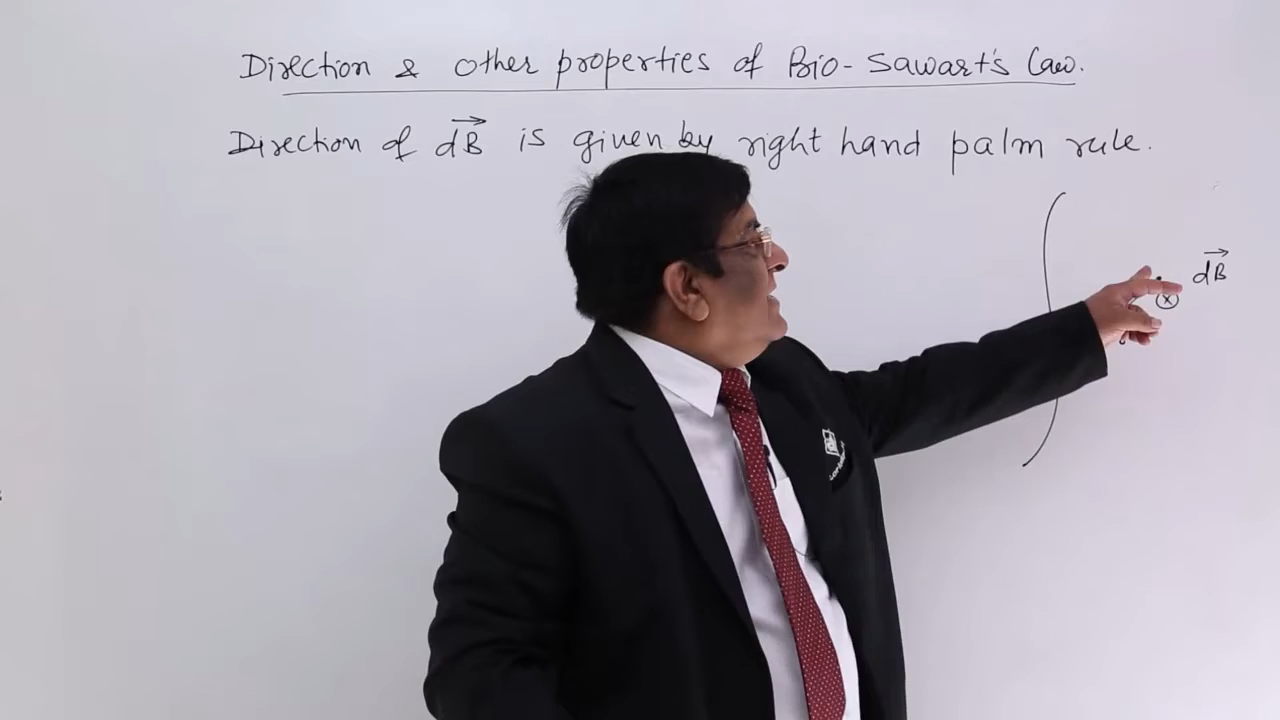 Direction & other properties of Bio-Sawart's Law.
Direction of dB is given by right hand palm rule.
dB